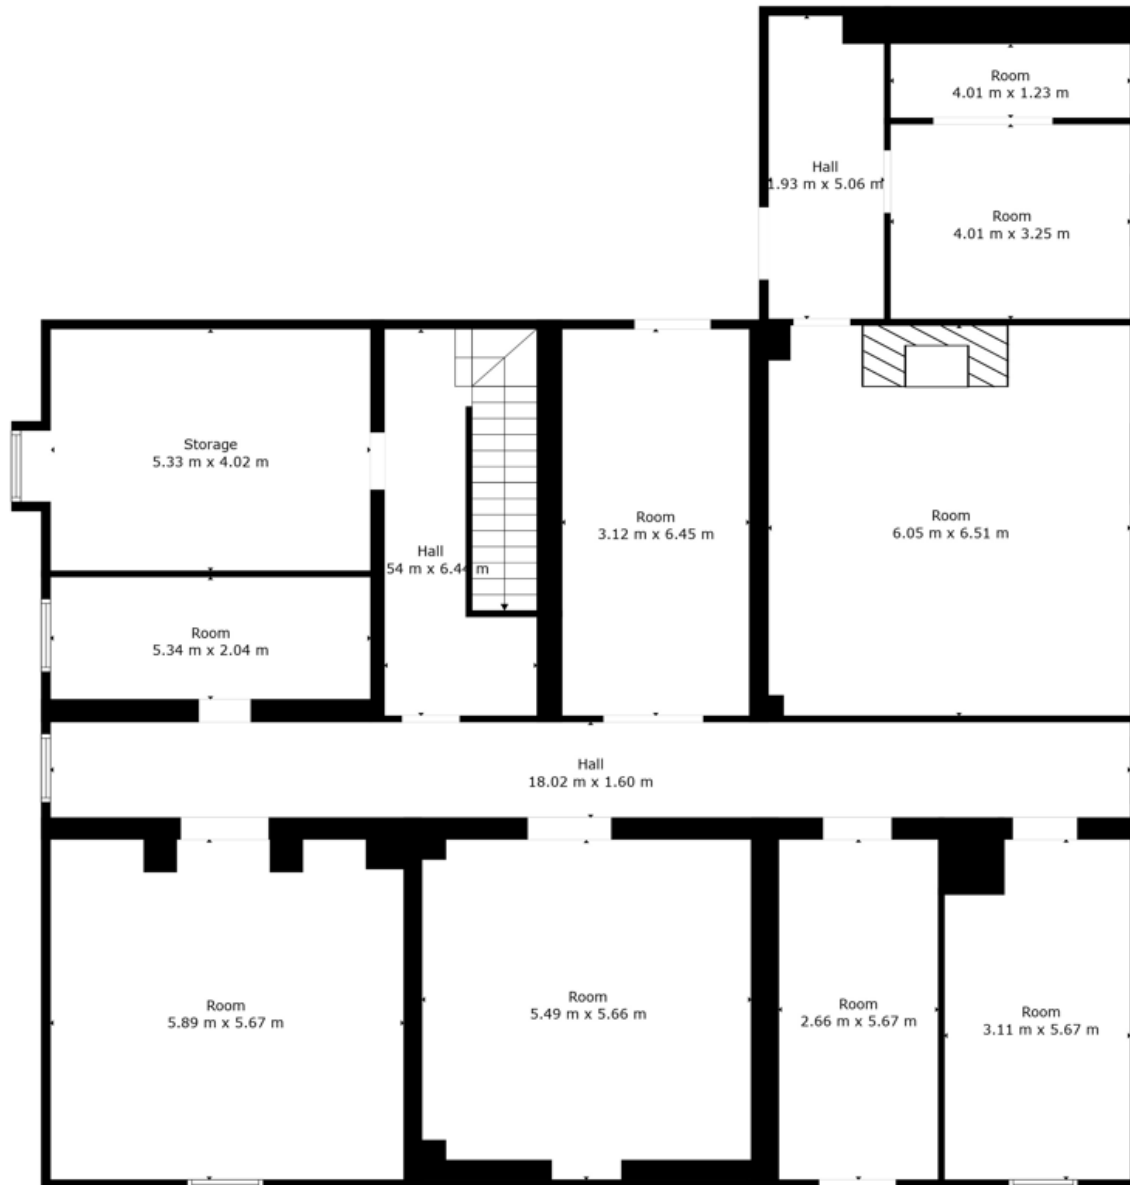 Room
4.01 m x 1.23 m
Hall
1.93 m x 5.06 m
Room
4.01 m x 3.25 m
Storage
5.33 m x 4.02 m
Room
3.12 m x 6.45 m
Room
6.05 m x 6.51 m
Hall
54 m x 6.44 m
Room
5.34 m x 2.04 m
Hall
18.02 m x 1.60 m
Room
5.89 m x 5.67 m
Room
5.49 m x 5.66 m
Room
2.66 m x 5.67 m
Room
3.11 m x 5.67 m